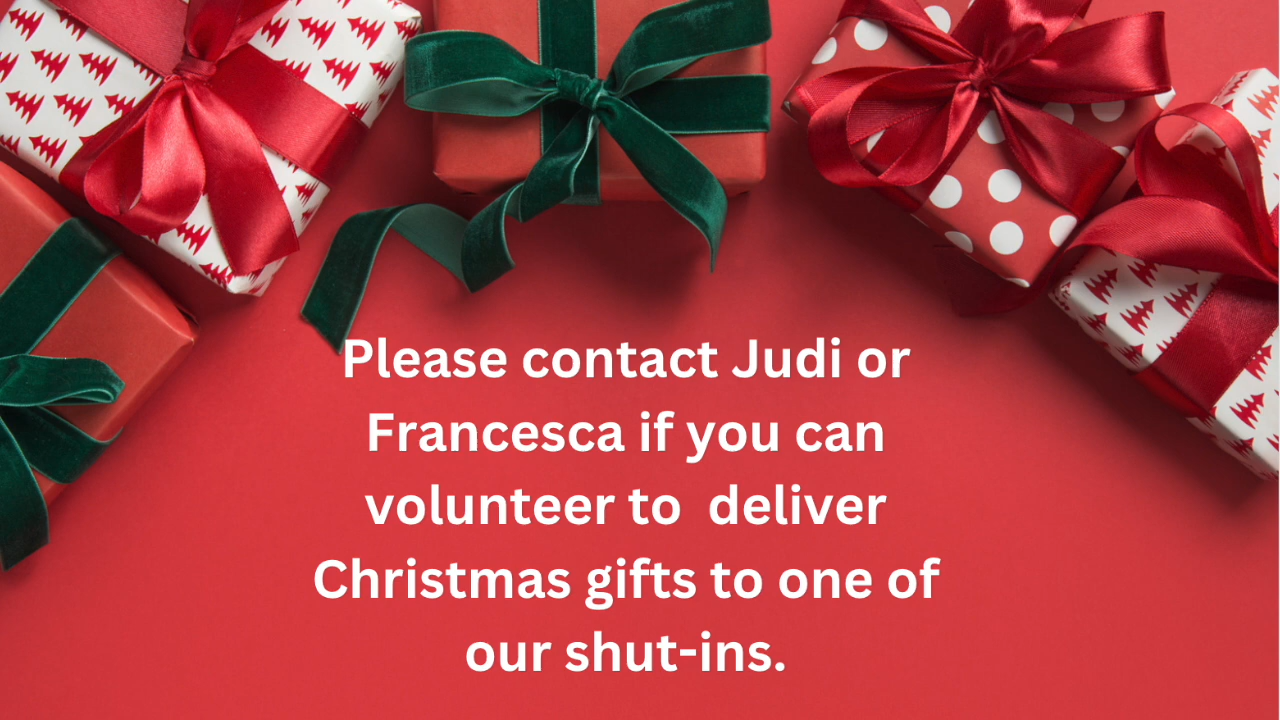 Please contact Judi or
Francesca if you can
volunteer to  deliver
Christmas gifts to one of
our shut-ins.